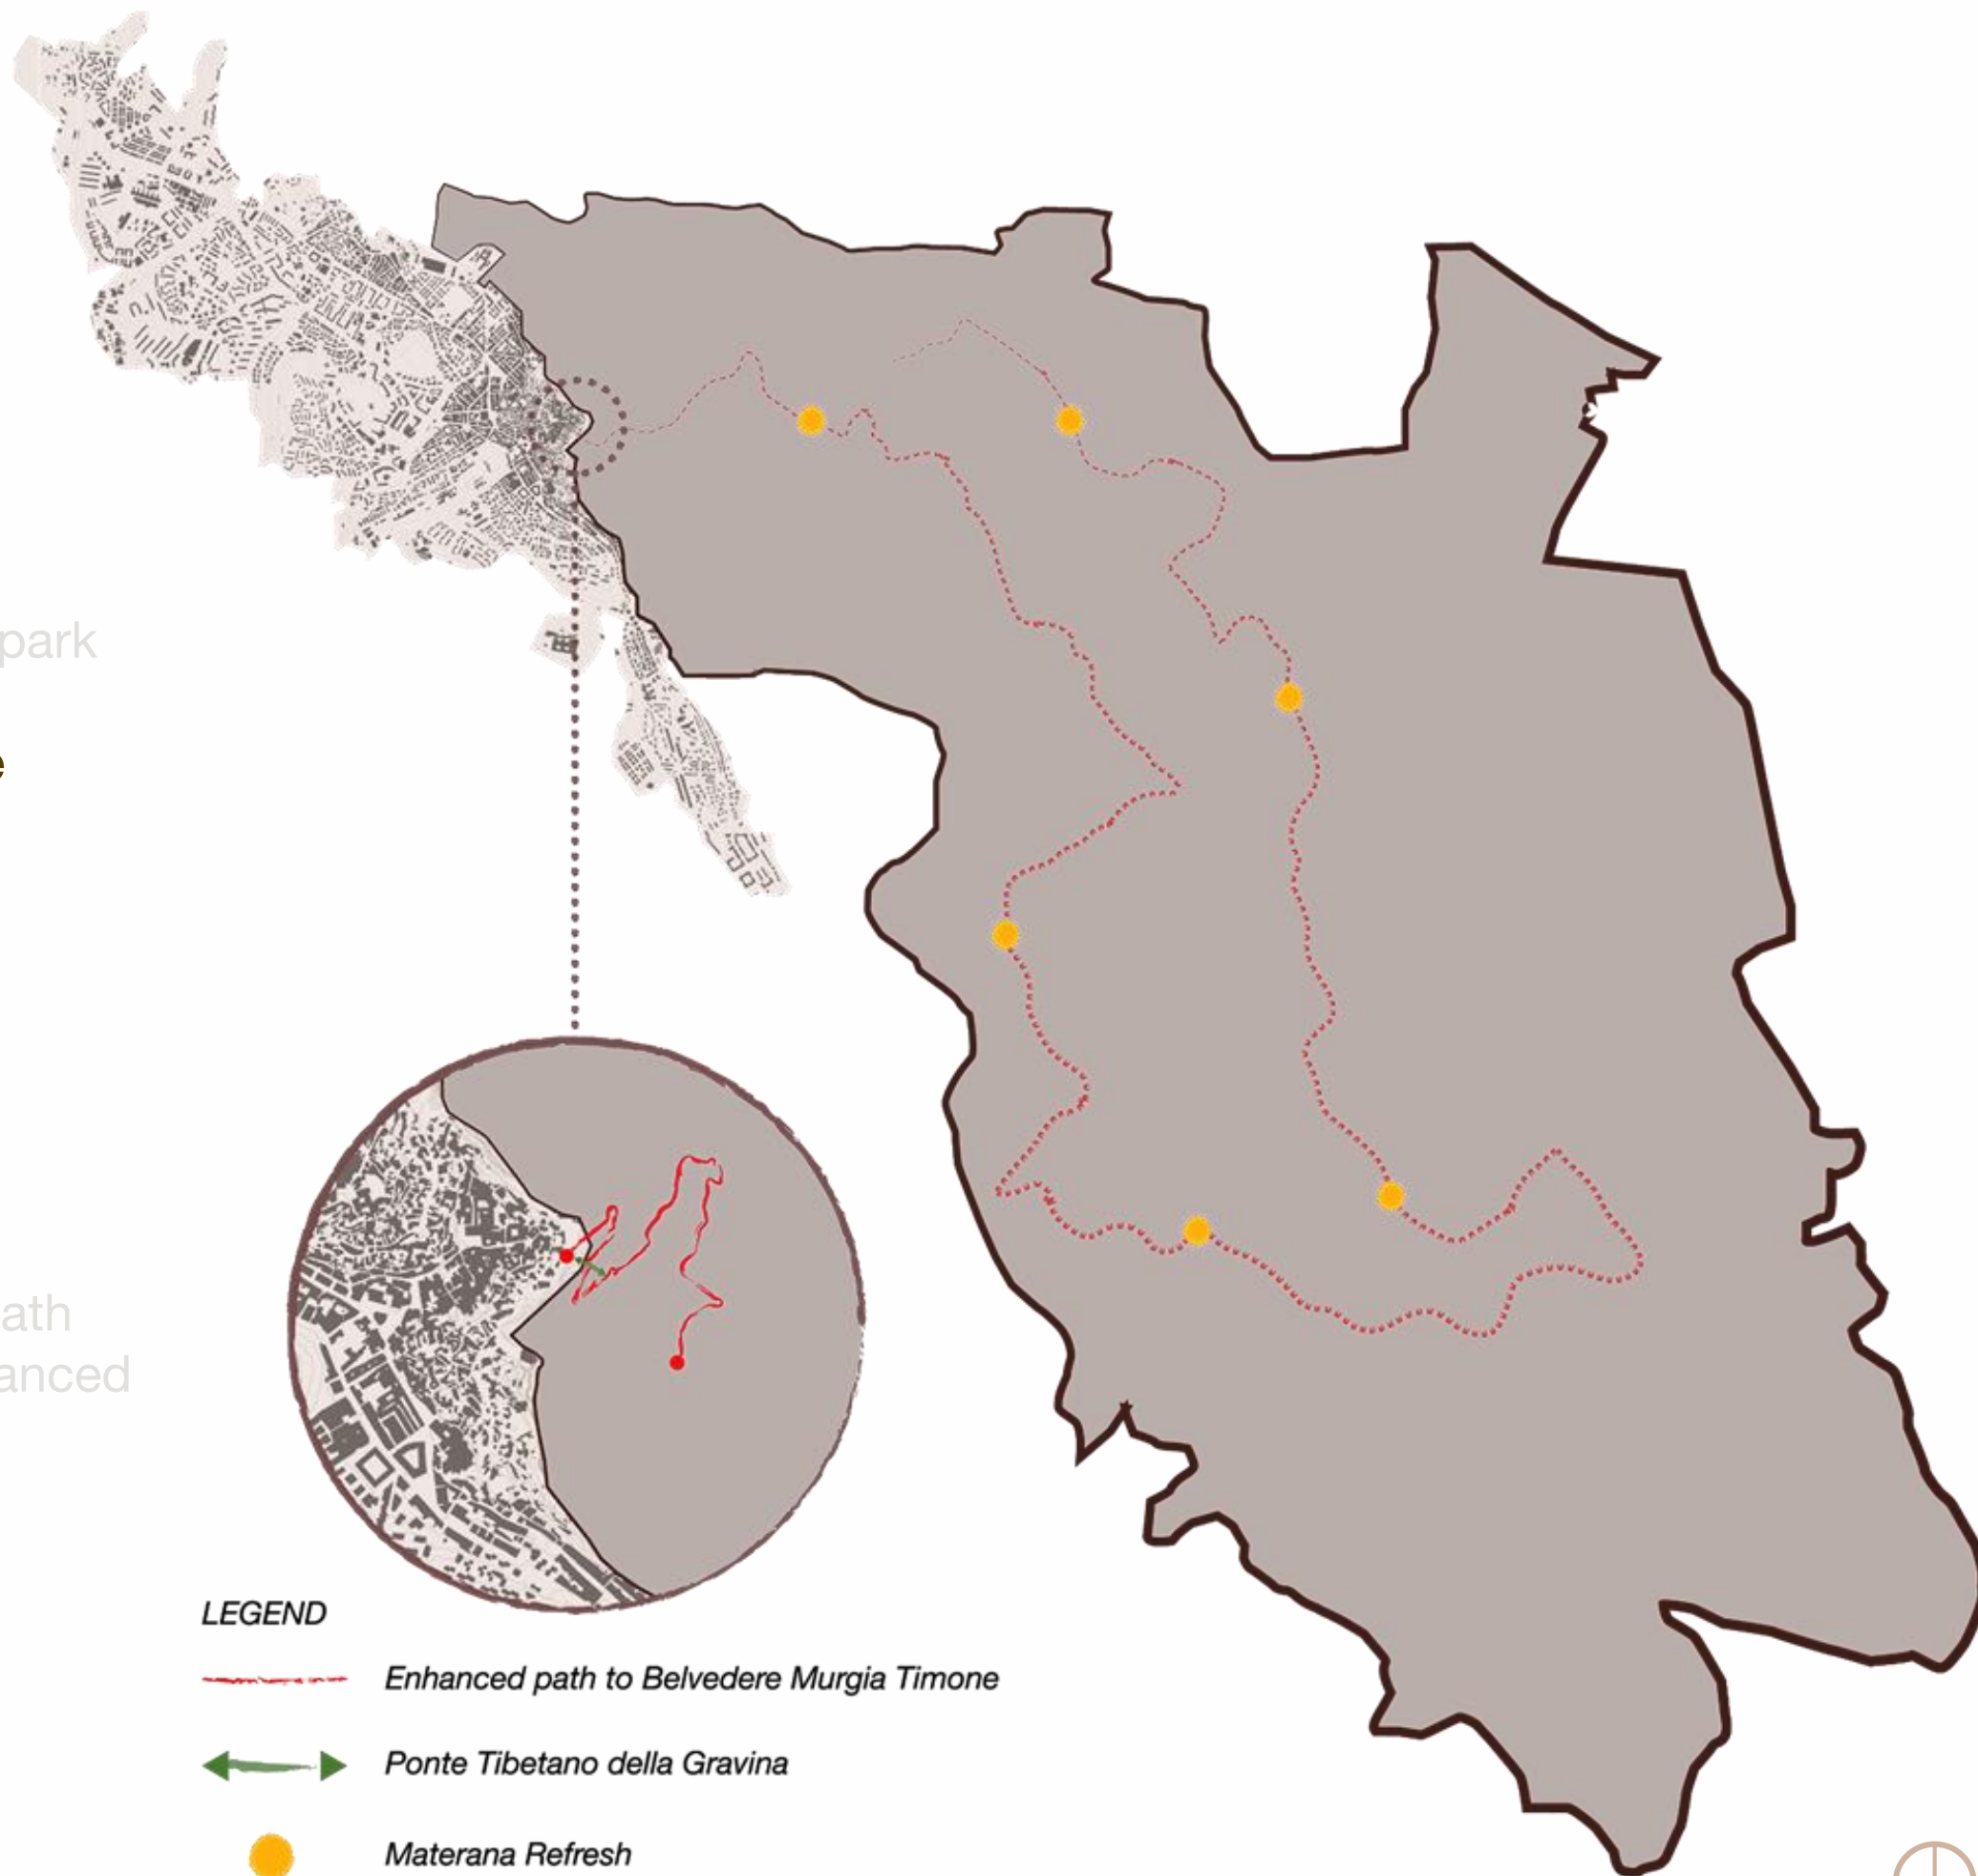 park
e
ath
anced
LEGEND
Enhanced path to Belvedere Murgia Timone
Ponte Tibetano della Gravina
Materana Refresh